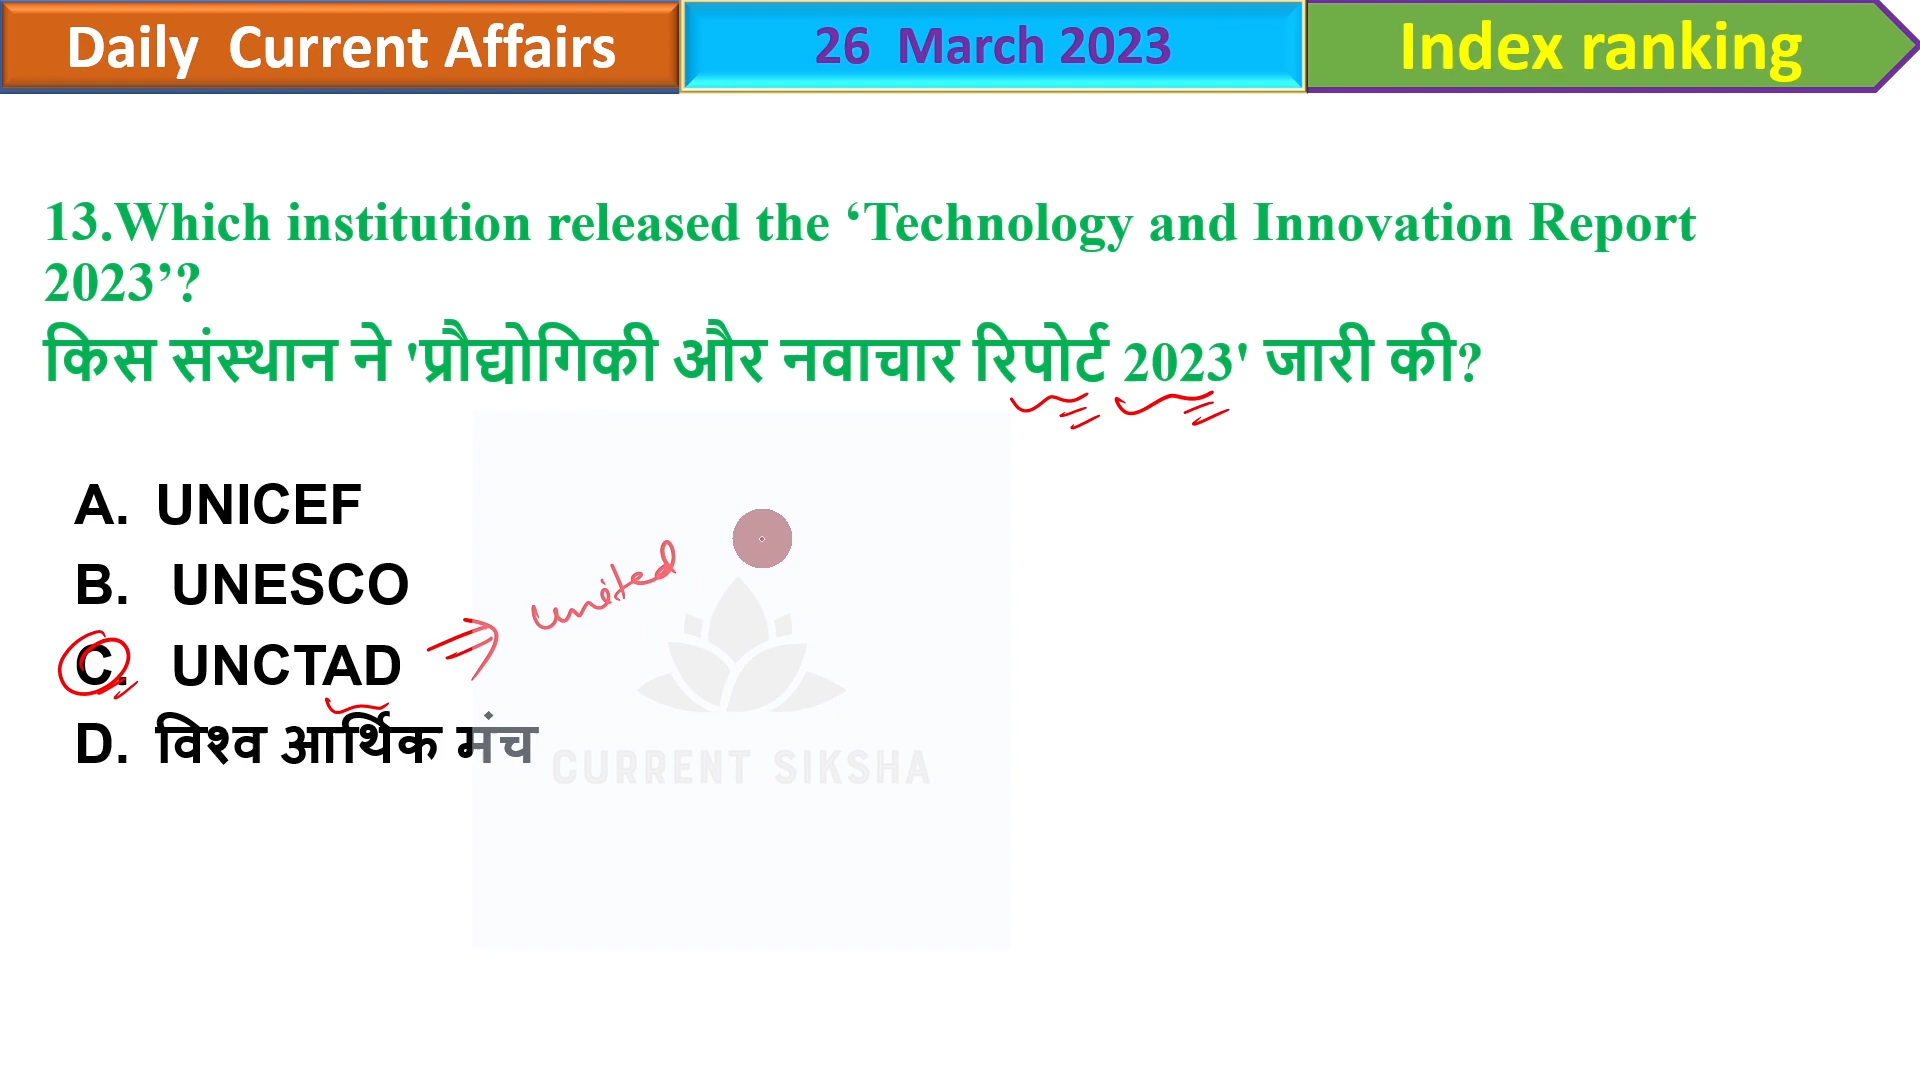 Daily Current Affairs
26 March 2023
Index ranking
13.Which institution released the ‘Technology and Innovation Report
2023’?
किस संस्थान ने 'प्रौद्योगिकी और नवाचार रिपोर्ट 2023' जारी की?
A. UNICEF
B. UNESCO
united
C. UNCTAD
D. विश्व आर्थिक मंच
CURRENT SIKSHA